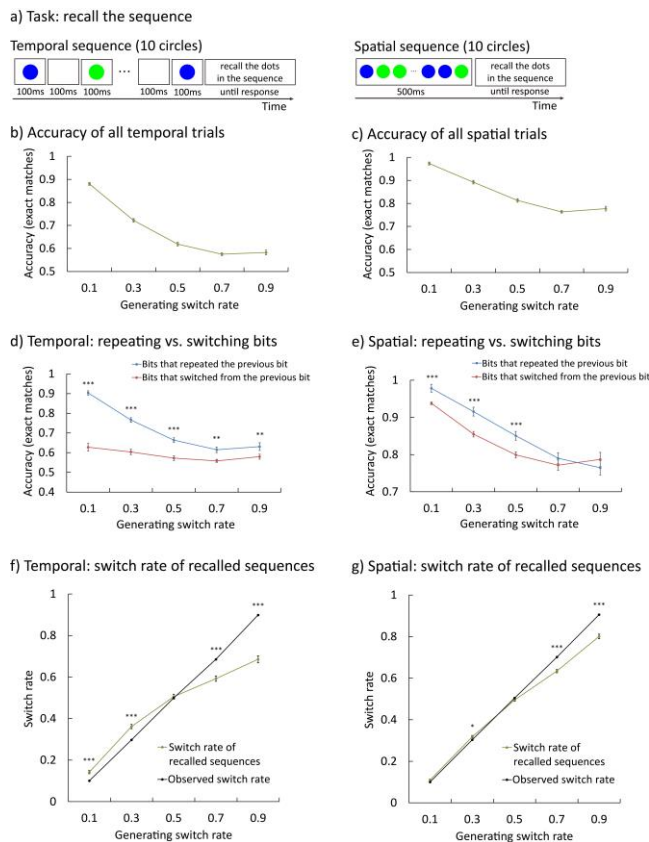 a) Task: recall the sequence
Temporal sequence (10 circles)
...
recall the dots
in the sequence
100ms 100ms 100ms 100ms 100ms until response
Time
Spatial sequence (10 circles)
...
recall the dots
in the sequence
500ms until response
Time
b) Accuracy of all temporal trials
Accuracy (exact matches)
1
0.9
0.8
0.7
0.6
0.5
0.1 0.3 0.5 0.7 0.9
Generating switch rate
c) Accuracy of all spatial trials
Accuracy (exact matches)
1
0.9
0.8
0.7
0.6
0.5
0.1 0.3 0.5 0.7 0.9
Generating switch rate
d) Temporal: repeating vs. switching bits
Bits that repeated the previous bit
Bits that switched from the previous bit
Accuracy (exact matches)
1
0.9
0.8
0.7
0.6
0.5
0.4
*** *** *** ** **
0.1 0.3 0.5 0.7 0.9
Generating switch rate
e) Spatial: repeating vs. switching bits
Bits that repeated the previous bit
Bits that switched from the previous bit
Accuracy (exact matches)
1
0.9
0.8
0.7
*** *** ***
0.1 0.3 0.5 0.7 0.9
Generating switch rate
f) Temporal: switch rate of recalled sequences
Switch rate
1
0.8
0.6
0.4
0.2
0
*** *** *** ***
Switch rate of
recalled sequences
Observed switch rate
0.1 0.3 0.5 0.7 0.9
Generating switch rate
g) Spatial: switch rate of recalled sequences
Switch rate
1
0.8
0.6
0.4
0.2
0
* *** ***
Switch rate of
recalled sequences
Observed switch rate
0.1 0.3 0.5 0.7 0.9
Generating switch rate